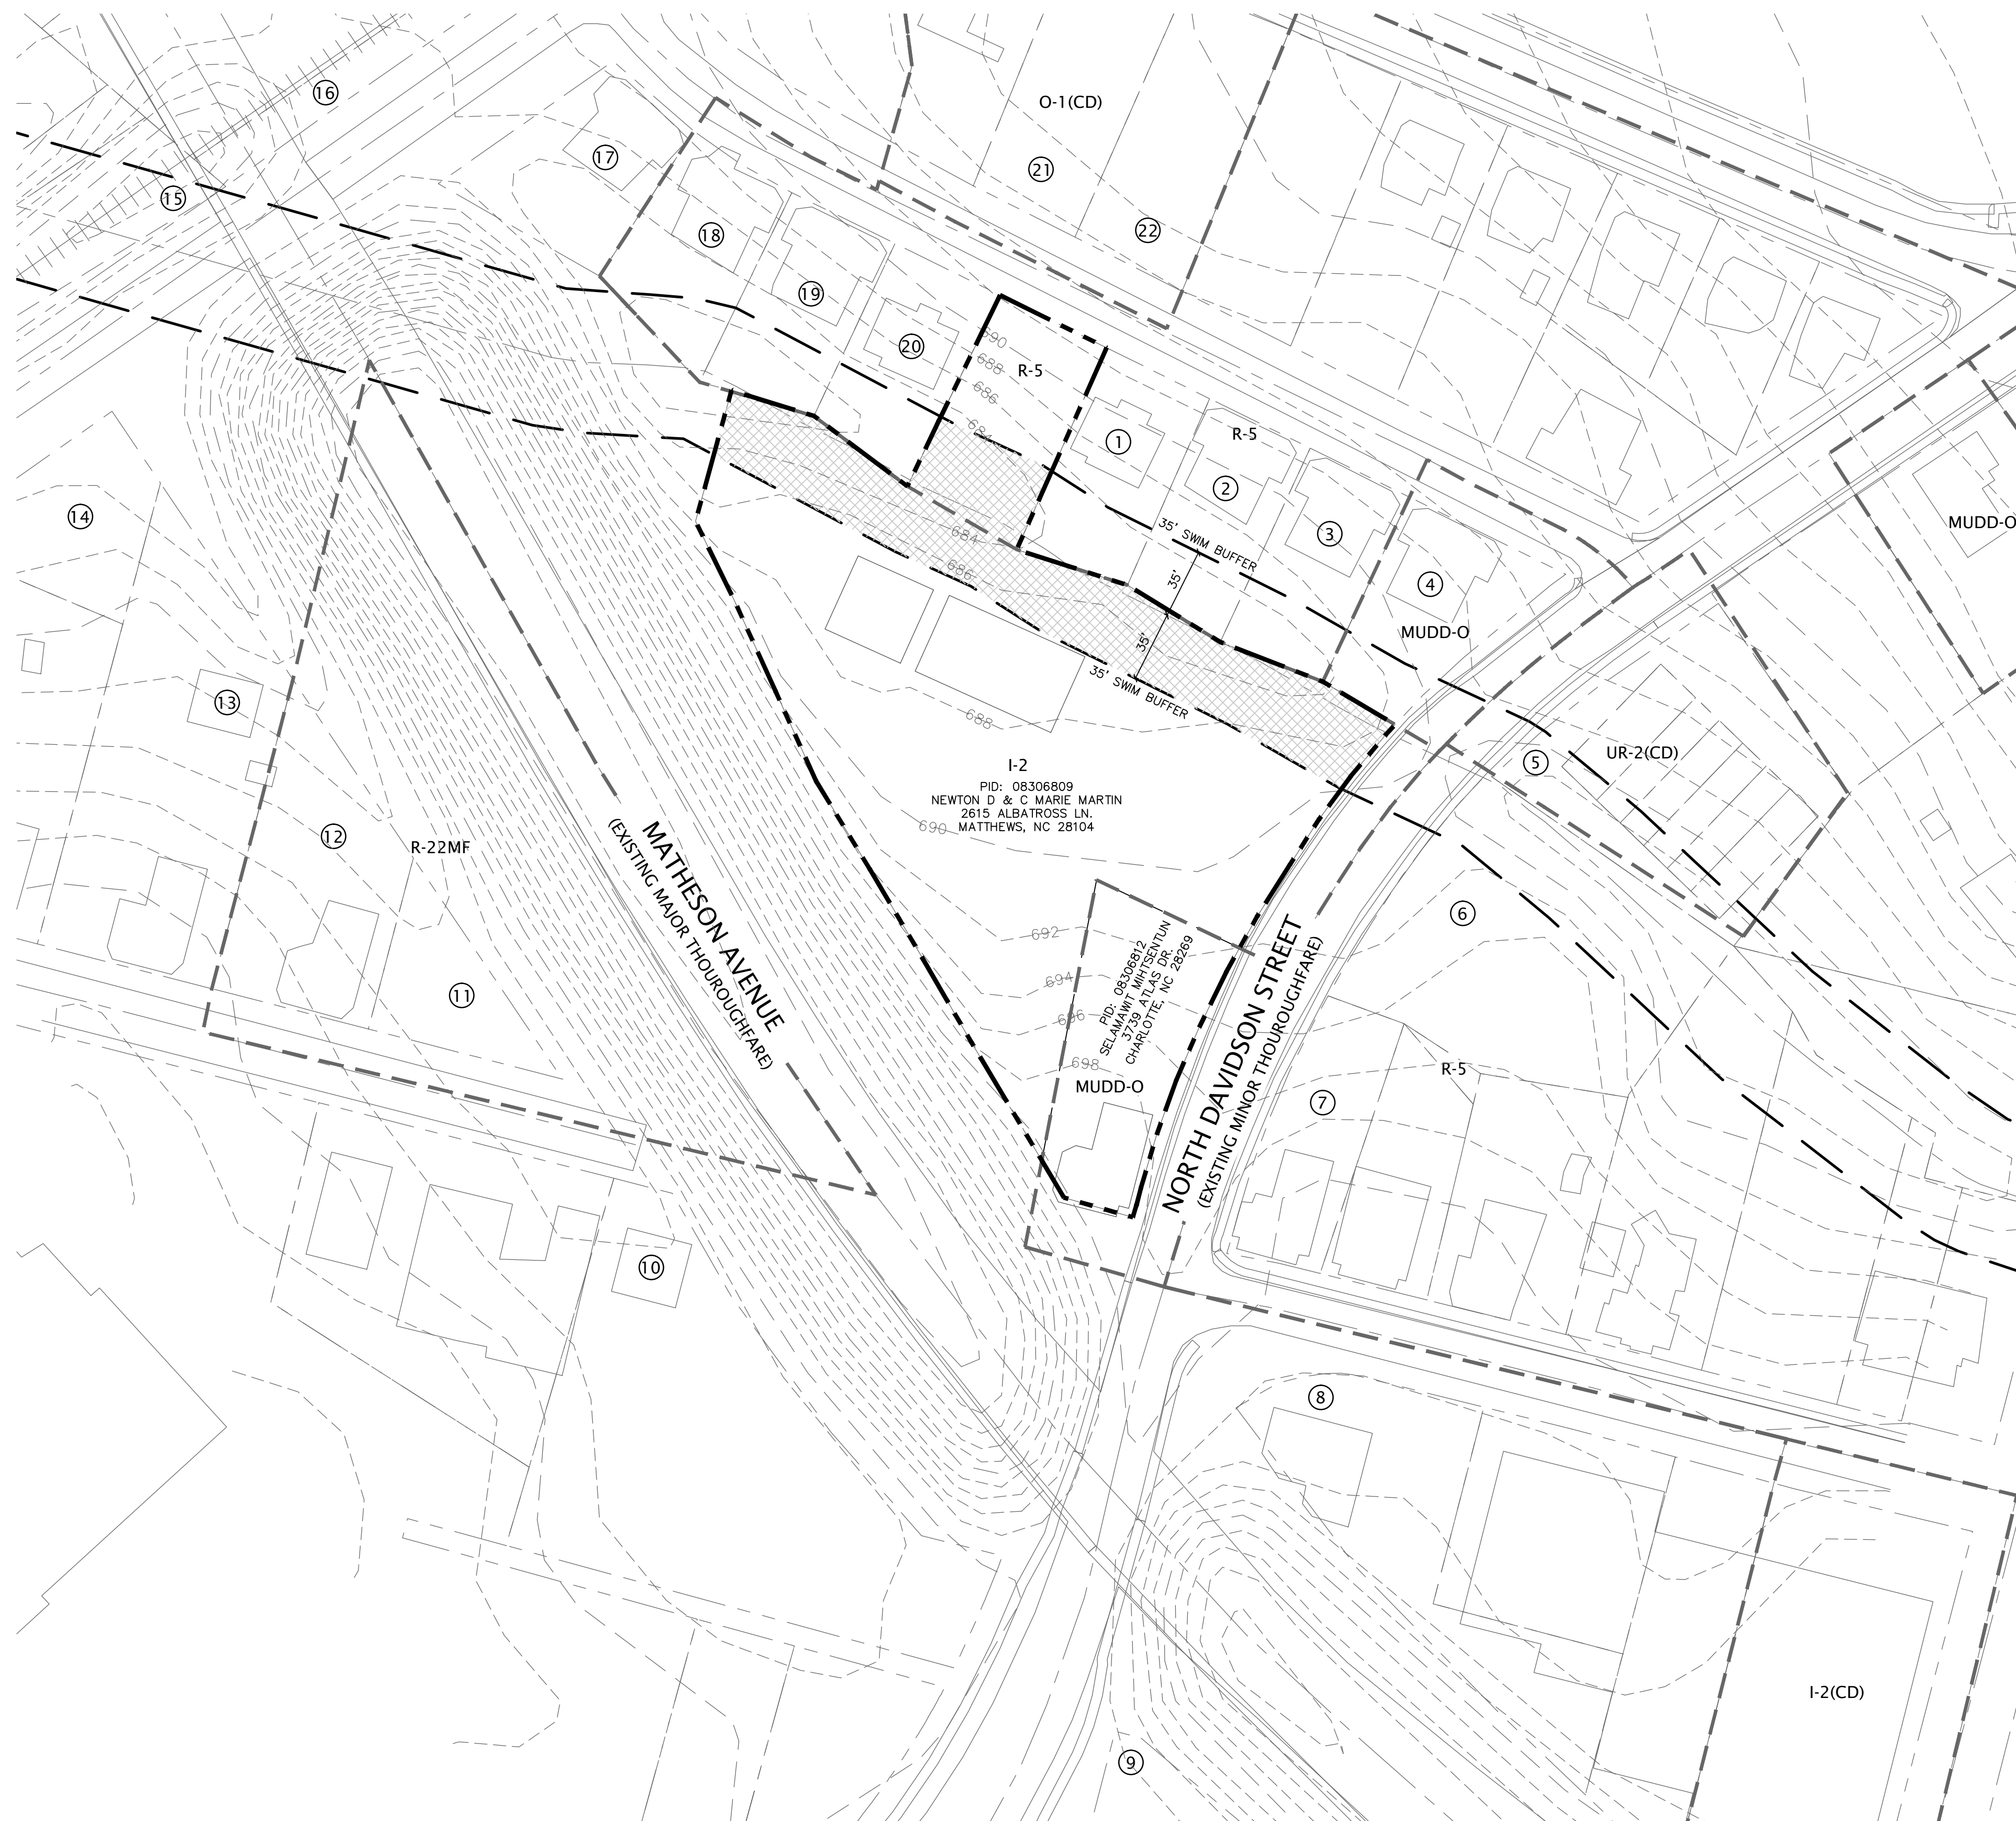 16
O-1(CD)
17
21
15
18
22
19
690
20
688
R-5
686
684
1
R-5
2
14
35' SWIM BUFFER
3
MUDD-O
684
686
35'
4
MUDD-O
35'
35' SWIM BUFFER
13
688
UR-2(CD)
5
I-2
PID: 08306809
NEWTON D & C MARIE MARTIN
2615 ALBATROSS LN.
MATTHEWS, NC 28104
690
12
R-22MF
MATHESON AVENUE
(EXISTING MAJOR THOUROUGHFARE)
6
692
694
696
698
PID: 08306812
SELAMAWIT MIHTSENTUN
3739 ATLAS DR.
CHARLOTTE, NC 28269
MUDD-O
11
NORTH DAVIDSON STREET
(EXISTING MINOR THOUROUGHFARE)
R-5
7
10
8
I-2(CD)
9